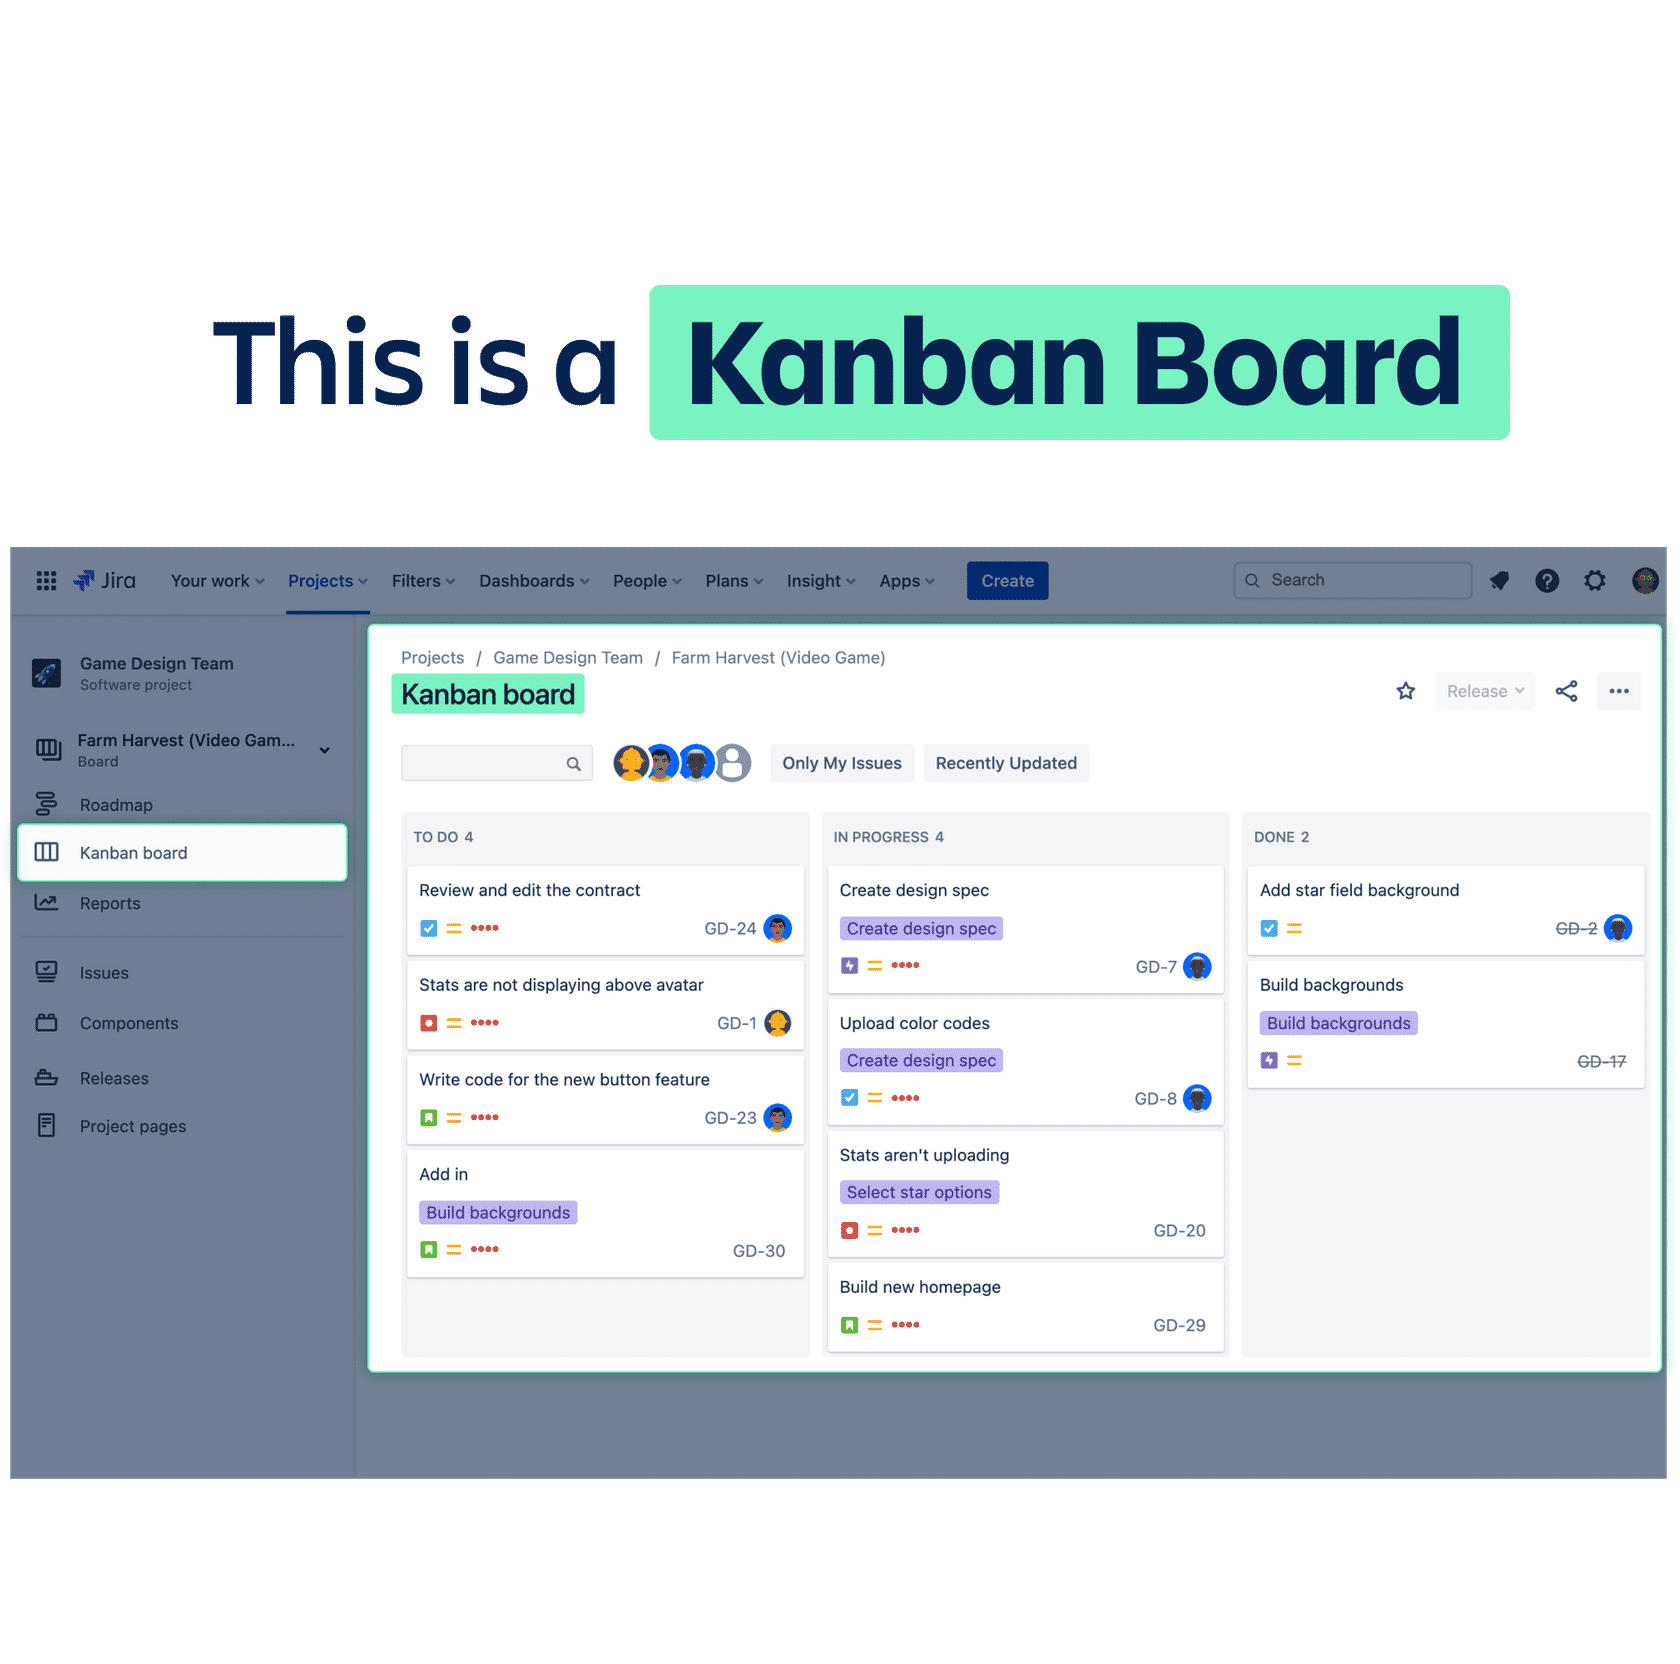 This is a Kanban Board
Jira Your work Projects Filters Dashboards People Plans Insight Apps Create Search
Game Design Team
Software project
Farm Harvest (Video Gam...
Board
Roadmap
Kanban board
Reports
Issues
Components
Releases
Project pages
Projects / Game Design Team / Farm Harvest (Video Game)
Kanban board
Release
Only My Issues Recently Updated
TO DO 4
Review and edit the contract
GD-24
Stats are not displaying above avatar
GD-1
Write code for the new button feature
GD-23
Add in
Build backgrounds
GD-30
IN PROGRESS 4
Create design spec
Create design spec
GD-7
Upload color codes
Create design spec
GD-8
Stats aren't uploading
Select star options
GD-20
Build new homepage
GD-29
DONE 2
Add star field background
GD-2
Build backgrounds
Build backgrounds
GD-17